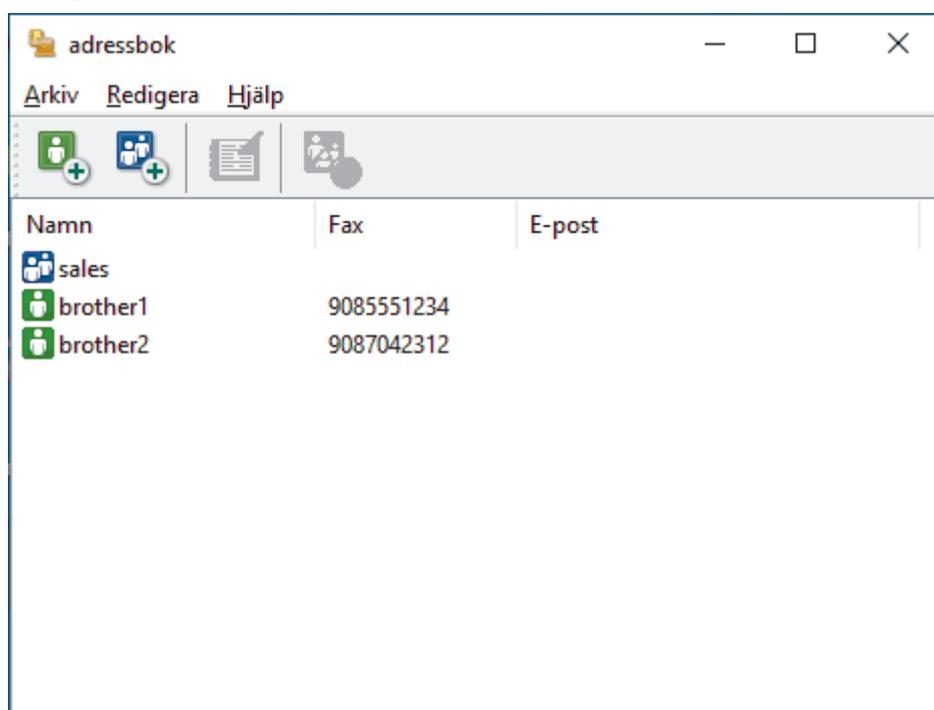 adressbok
Arkiv Redigera Hjälp
Namn Fax E-post
sales
brother1 9085551234
brother2 9087042312